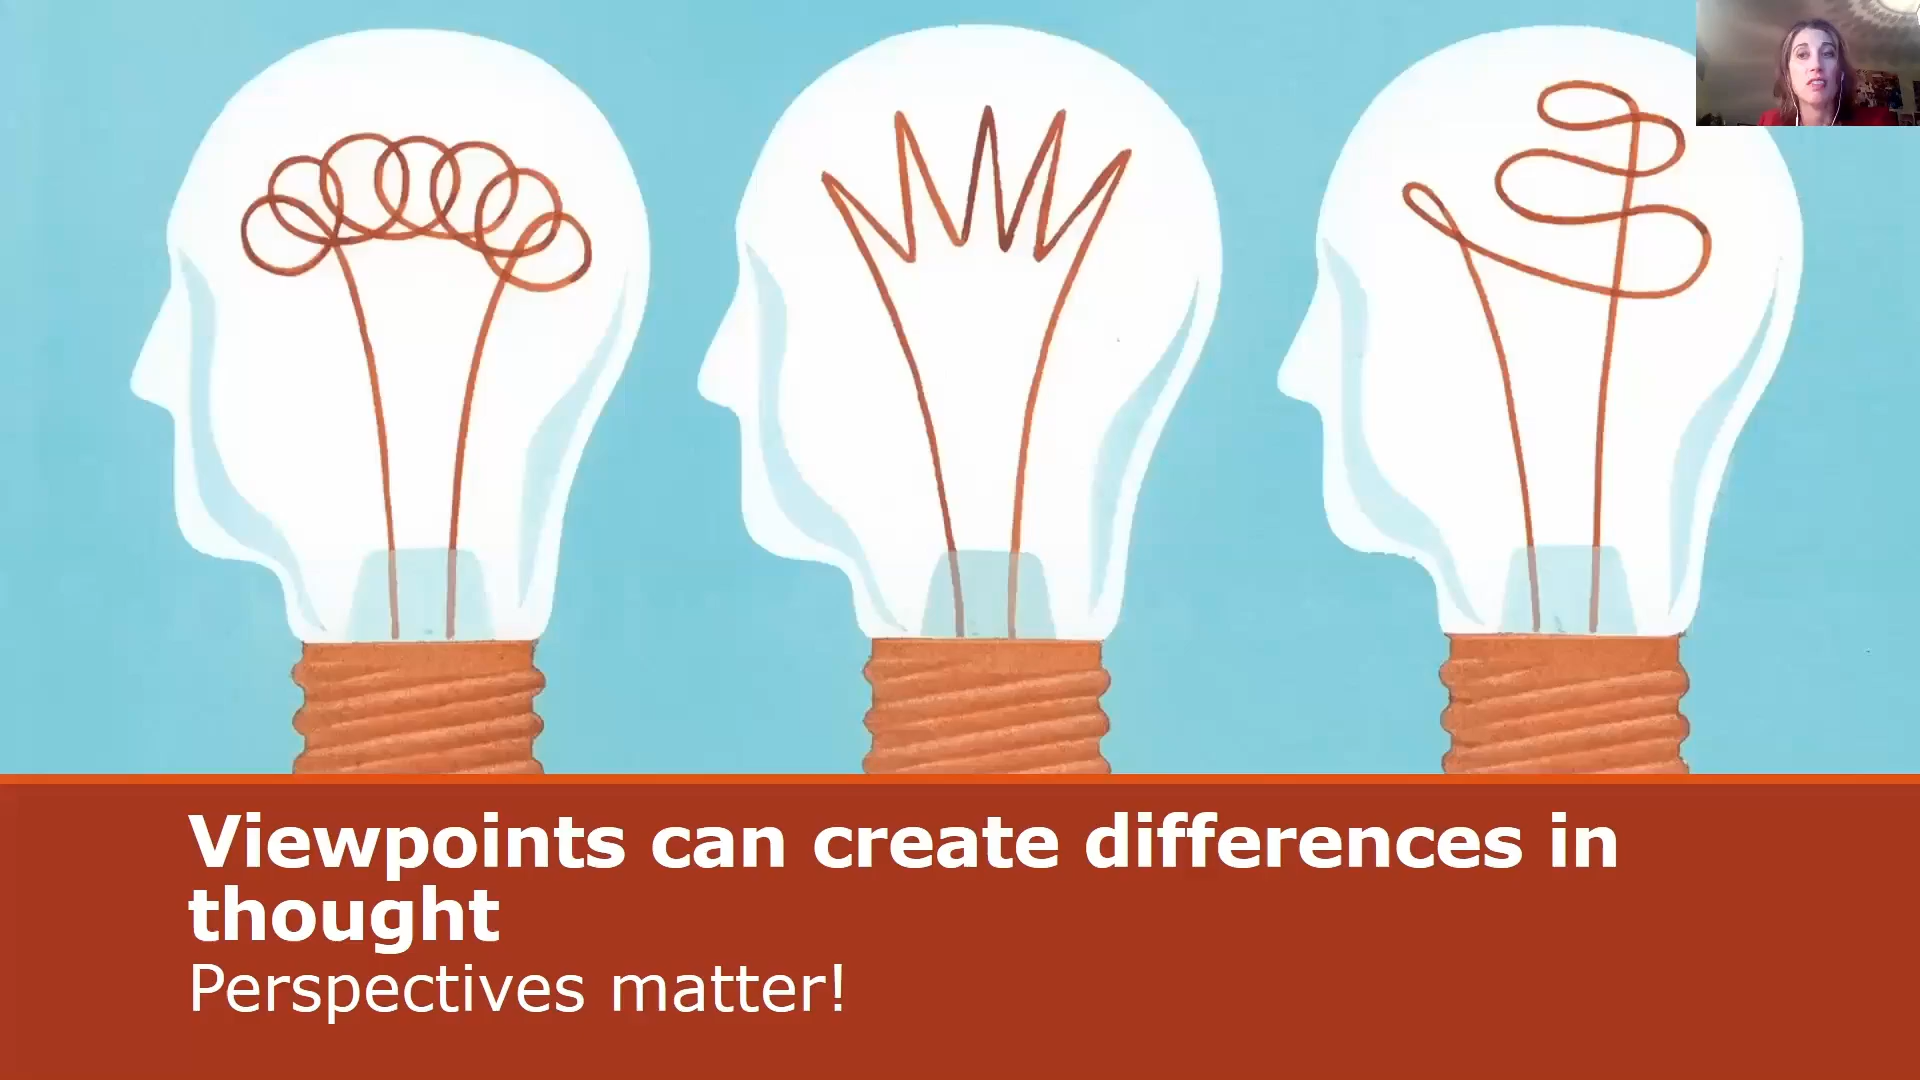 Viewpoints can create differences in
thought
Perspectives matter!